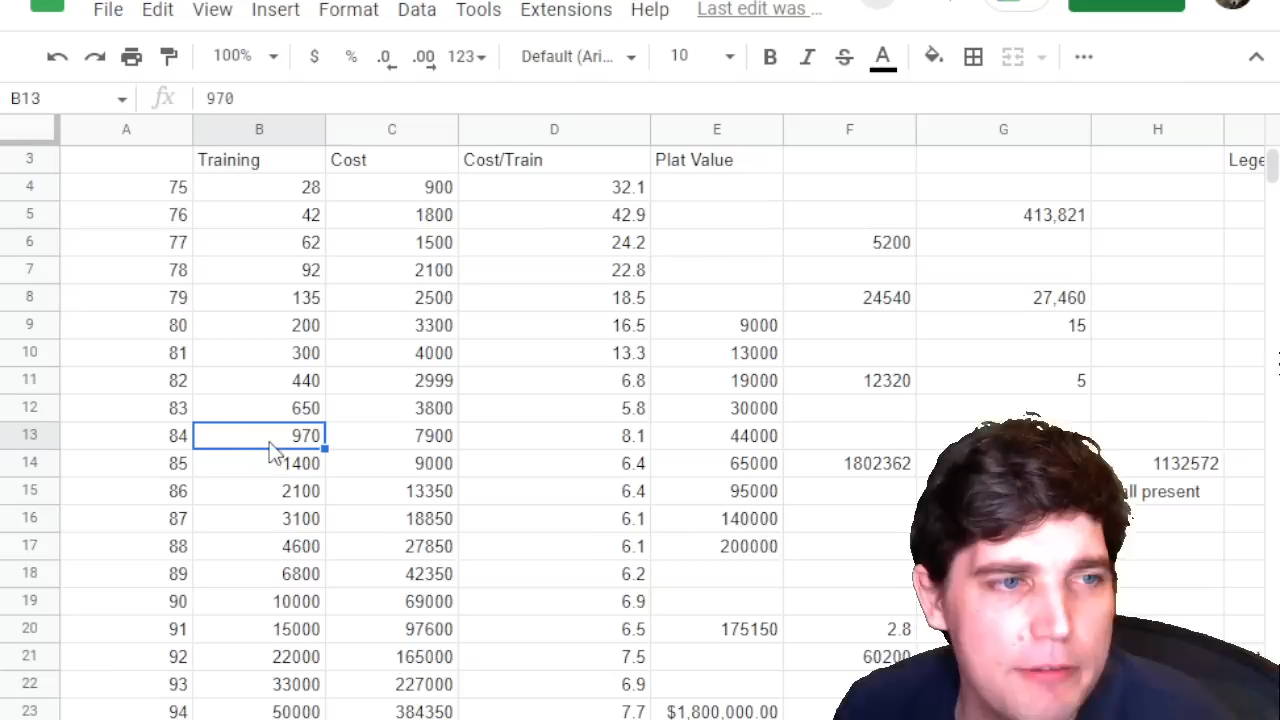 File Edit View Insert Format Data Tools Extensions Help Last edit was ...
100% $ % .0 .00 123 Default (Ari... 10 B I S A
B13 fx 970
A B C D E F G H
3 Training Cost Cost/Train Plat Value Lege
4 75 28 900 32.1
5 76 42 1800 42.9 413,821
6 77 62 1500 24.2 5200
7 78 92 2100 22.8
8 79 135 2500 18.5 24540 27,460
9 80 200 3300 16.5 9000 15
10 81 300 4000 13.3 13000
11 82 440 2999 6.8 19000 12320 5
12 83 650 3800 5.8 30000
13 84 970 7900 8.1 44000
14 85 1400 9000 6.4 65000 1802362 1132572
15 86 2100 13350 6.4 95000 all present
16 87 3100 18850 6.1 140000
17 88 4600 27850 6.1 200000
18 89 6800 42350 6.2
19 90 10000 69000 6.9
20 91 15000 97600 6.5 175150 2.8
21 92 22000 165000 7.5 60200
22 93 33000 227000 6.9
23 94 50000 384350 7.7 $1,800,000.00